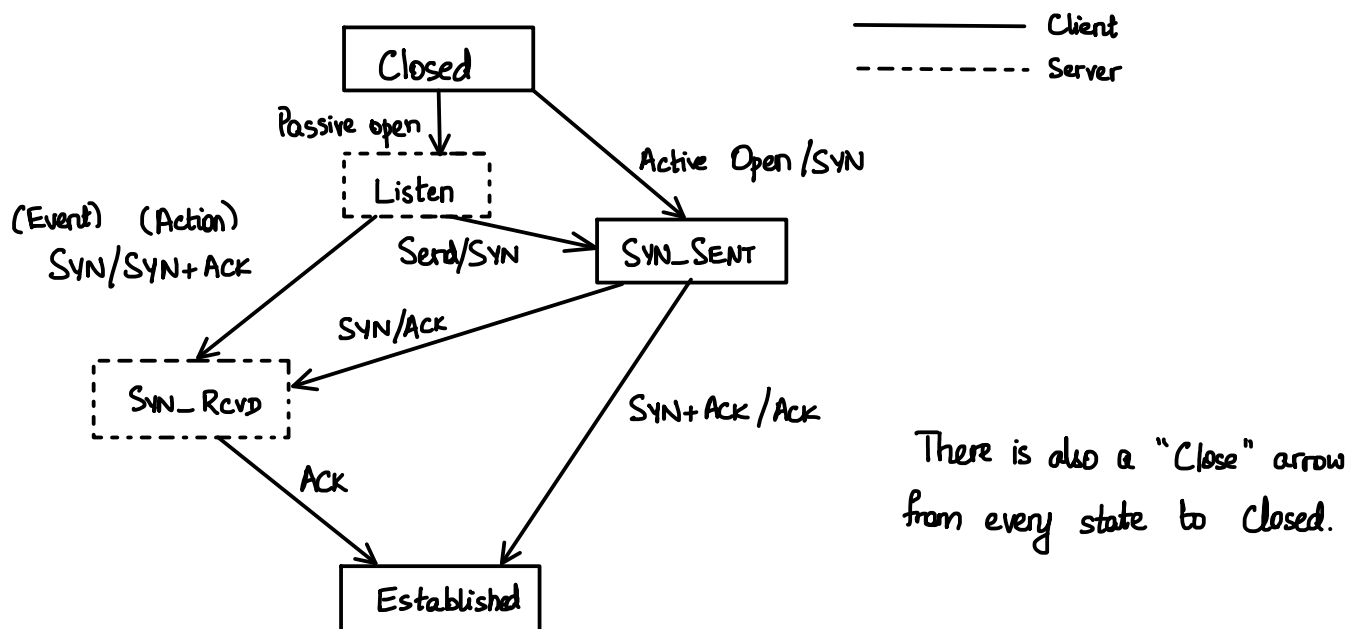 Closed
Client
Server
Passive open
Active Open/SYN
Listen
(Event) (Action)
SYN/SYN+ACK
Send/SYN
SYN_SENT
SYN/ACK
SYN_RCVD
SYN+ACK/ACK
ACK
There is also a "Close" arrow
from every state to closed.
Established